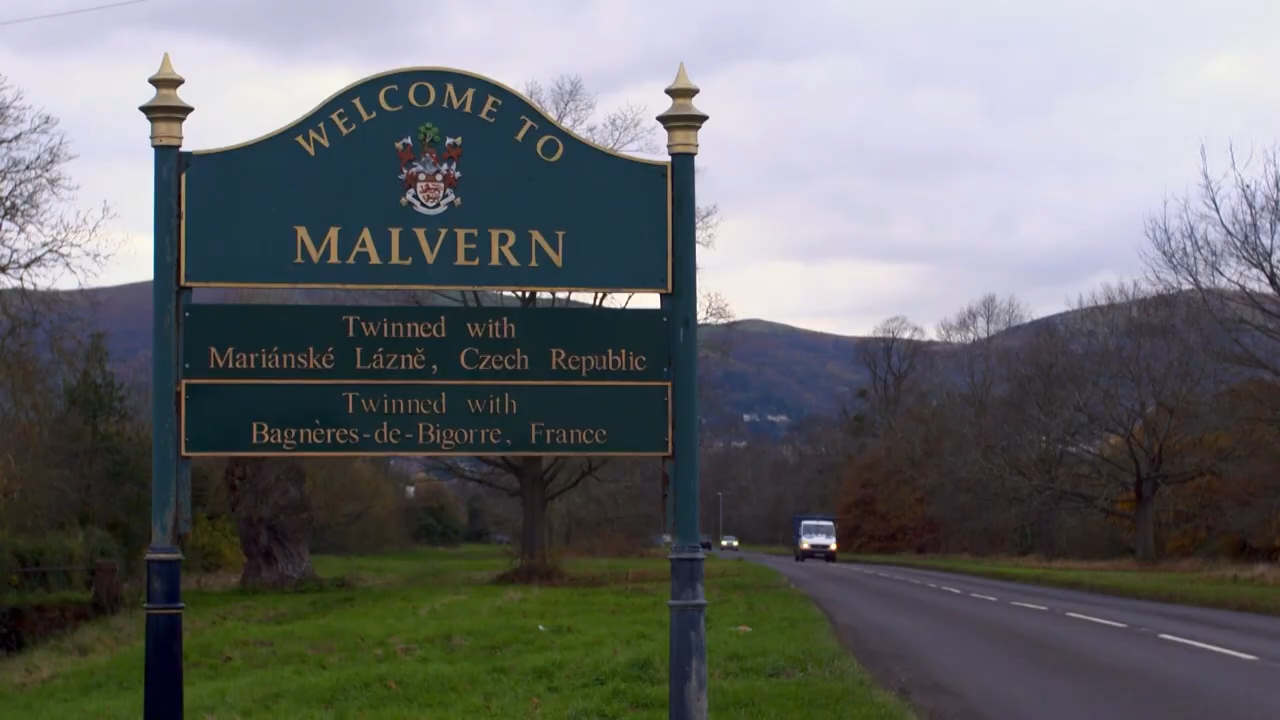 WELCOME TO
MALVERN
Twinned with
Mariánské Lázně, Czech Republic
Twinned with
Bagnères-de-Bigorre, France